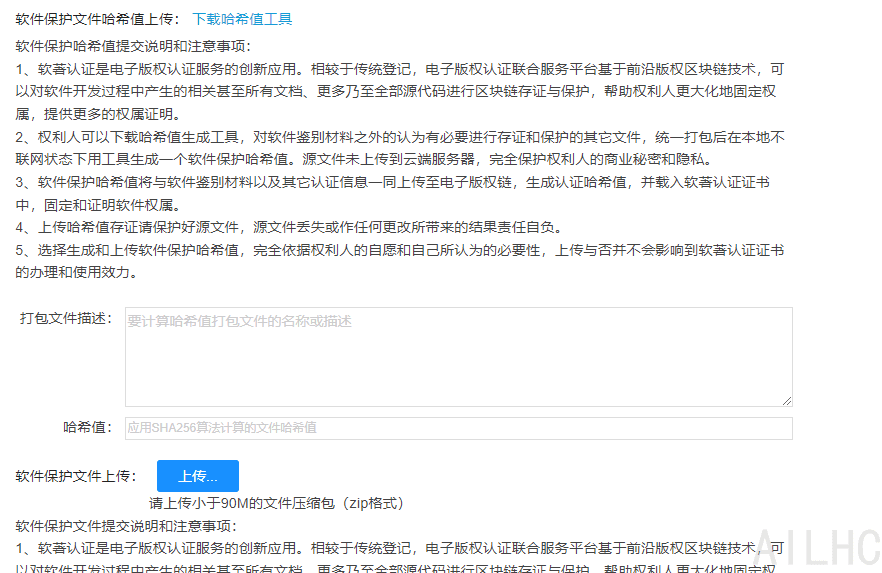 软件保护文件哈希值上传： 下载哈希值工具
软件保护哈希值提交说明和注意事项：
1、软著认证是电子版权认证服务的创新应用。相较于传统登记，电子版权认证联合服务平台基于前沿版权区块链技术，可
以对软件开发过程中产生的相关甚至所有文档、更多乃至全部源代码进行区块链存证与保护，帮助权利人更大化地固定权
属，提供更多的权属证明。
2、权利人可以下载哈希值生成工具，对软件鉴别材料之外的认为有必要进行存证和保护的其它文件，统一打包后在本地不
联网状态下用工具生成一个软件保护哈希值。源文件未上传到云端服务器，完全保护权利人的商业秘密和隐私。
3、软件保护哈希值将与软件鉴别材料以及其它认证信息一同上传至电子版权链，生成认证哈希值，并载入软著认证证书
中，固定和证明软件权属。
4、上传哈希值存证请保护好源文件，源文件丢失或作任何更改所带来的结果责任自负。
5、选择生成和上传软件保护哈希值，完全依据权利人的自愿和自己所认为的必要性，上传与否并不会影响到软著认证证书
的办理和使用效力。
打包文件描述： 要计算哈希值打包文件的名称或描述
哈希值： 应用SHA256算法计算的文件哈希值
软件保护文件上传： 上传...
请上传小于90M的文件压缩包（zip格式）
软件保护文件提交说明和注意事项：
1、软著认证是电子版权认证服务的创新应用。相较于传统登记，电子版权认证联合服务平台基于前沿版权区块链技术，可
以对软件开发过程中产生的相关甚至所有文档、更多乃至全部源代码进行区块链存证与保护，帮助权利人更大化地固定权
AILHC